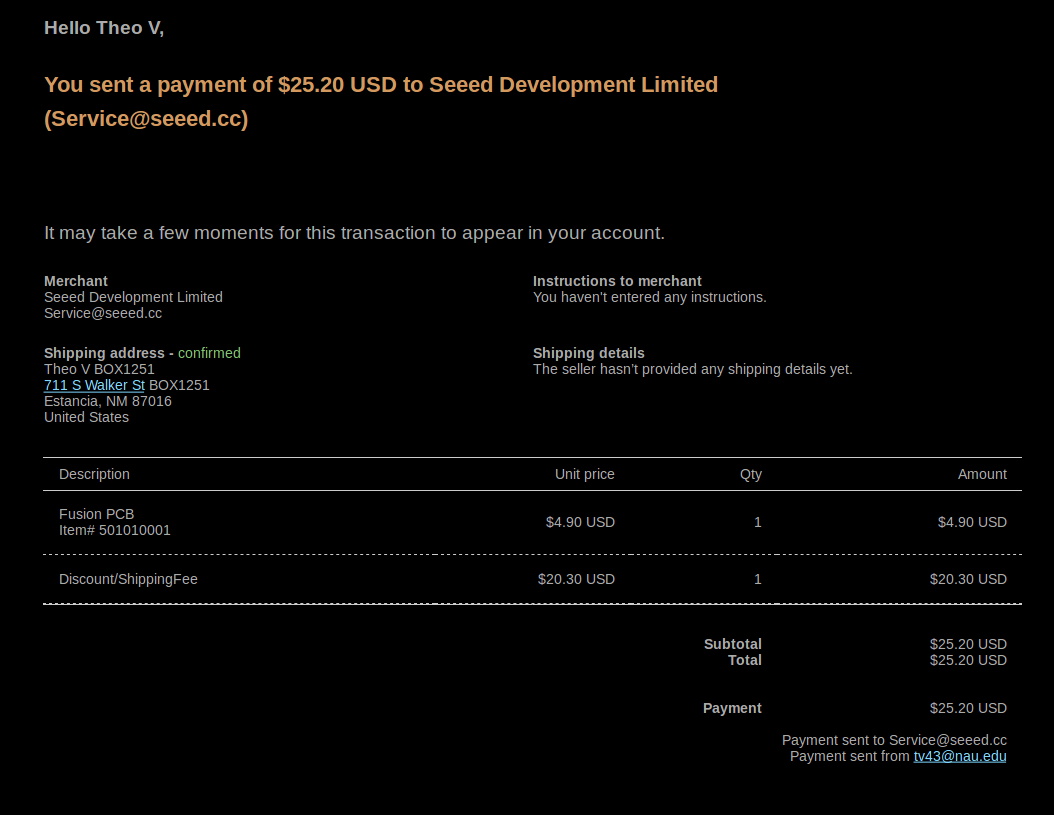 Hello Theo V,
You sent a payment of $25.20 USD to Seeed Development Limited
(Service@seeed.cc)
It may take a few moments for this transaction to appear in your account.
Merchant
Seeed Development Limited
Service@seeed.cc
Instructions to merchant
You haven't entered any instructions.
Shipping address - confirmed
Theo V BOX1251
711 S Walker St BOX1251
Estancia, NM 87016
United States
Shipping details
The seller hasn’t provided any shipping details yet.
Description Unit price Qty Amount
Fusion PCB
Item# 501010001 $4.90 USD 1 $4.90 USD
Discount/ShippingFee $20.30 USD 1 $20.30 USD
Subtotal $25.20 USD
Total $25.20 USD
Payment $25.20 USD
Payment sent to Service@seeed.cc
Payment sent from tv43@nau.edu